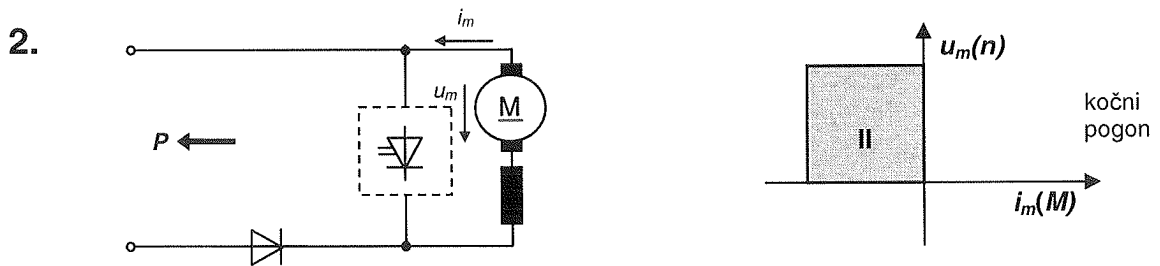 2.
i_m
u_m
M
P
u_m(n)
II
kočni
pogon
i_m(M)